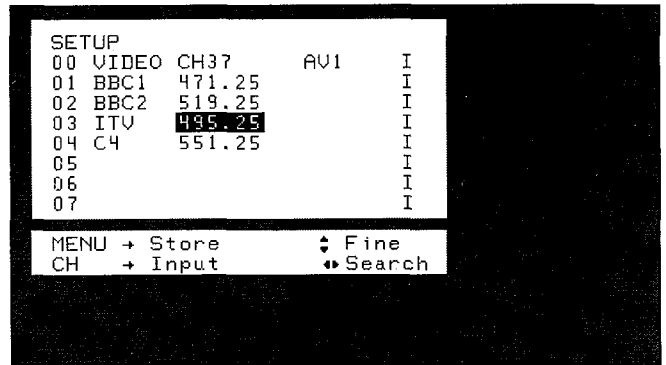 SETUP
00 VIDEO CH37 AV1 I
01 BBC1 471.25 I
02 BBC2 519.25 I
03 ITV 495.25 I
04 C4 551.25 I
05 I
06 I
07 I
MENU → Store ♦ Fine
CH → Input ◂▸ Search